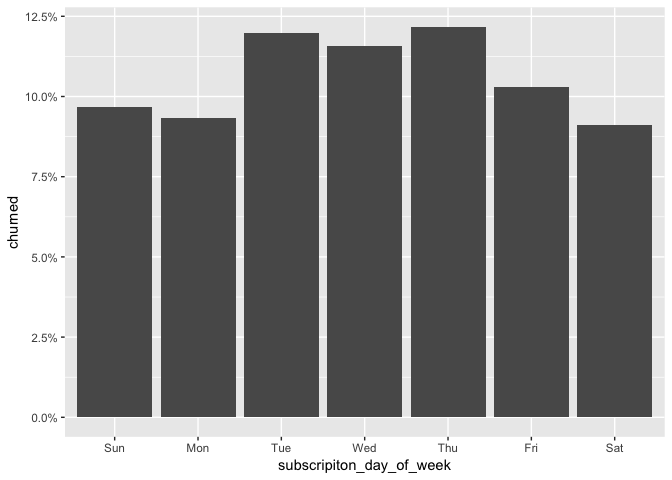 12.5%
10.0%
7.5%
5.0%
2.5%
0.0%
churned
Sun Mon Tue Wed Thu Fri Sat
subscripiton_day_of_week